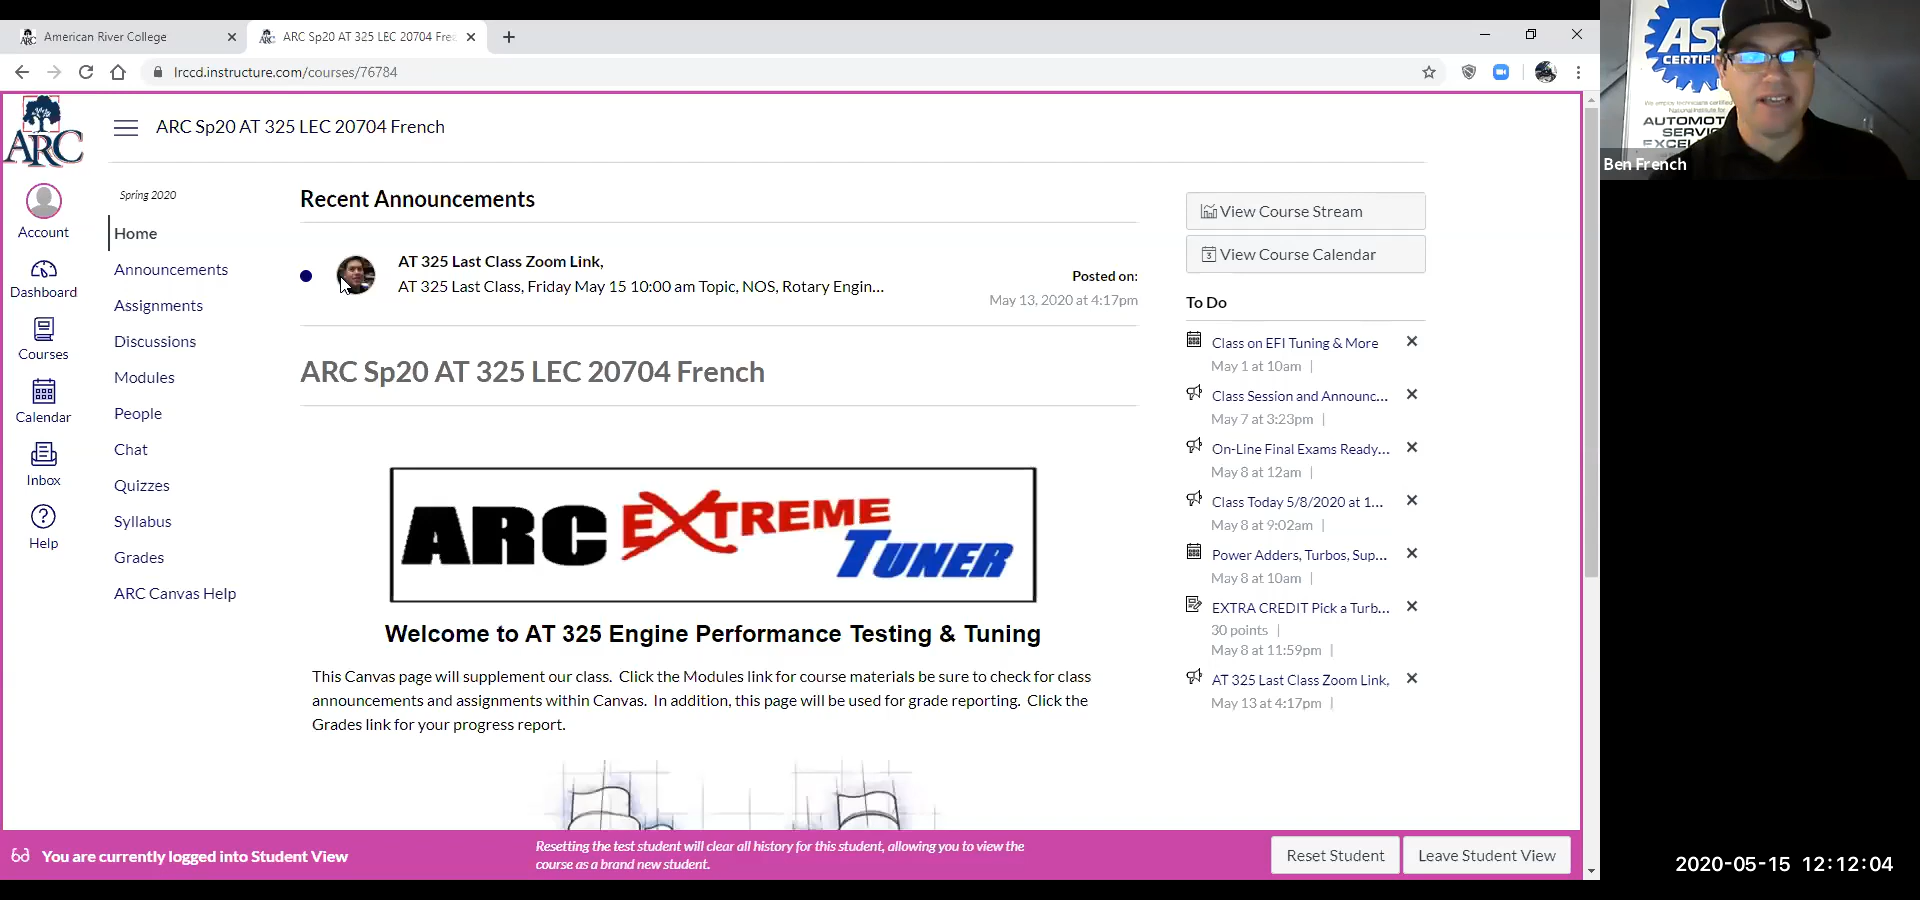 American River College
ARC Sp20 AT 325 LEC 20704 Fre
lrccd.instructure.com/courses/76784
ARC
ARC Sp20 AT 325 LEC 20704 French
Account
Dashboard
Courses
Calendar
Inbox
Help
Spring 2020
Home
Announcements
Assignments
Discussions
Modules
People
Chat
Quizzes
Syllabus
Grades
ARC Canvas Help
Recent Announcements
AT 325 Last Class Zoom Link,
AT 325 Last Class, Friday May 15 10:00 am Topic, NOS, Rotary Engin...
Posted on:
May 13, 2020 at 4:17pm
ARC Sp20 AT 325 LEC 20704 French
ARC EXTREME TUNER
Welcome to AT 325 Engine Performance Testing & Tuning
This Canvas page will supplement our class. Click the Modules link for course materials be sure to check for class
announcements and assignments within Canvas. In addition, this page will be used for grade reporting. Click the
Grades link for your progress report.
View Course Stream
View Course Calendar
To Do
Class on EFI Tuning & More
May 1 at 10am |
Class Session and Announc...
May 7 at 3:23pm |
On-Line Final Exams Ready...
May 8 at 12am |
Class Today 5/8/2020 at 1...
May 8 at 9:02am |
Power Adders, Turbos, Sup...
May 8 at 10am |
EXTRA CREDIT Pick a Turb...
30 points |
May 8 at 11:59pm |
AT 325 Last Class Zoom Link,
May 13 at 4:17pm |
You are currently logged into Student View
Resetting the test student will clear all history for this student, allowing you to view the
course as a brand new student.
Reset Student
Leave Student View
AS
CERTIFI
AUTOMOT
SERVIC
EXCEL
Ben French
2020-05-15 12:12:04